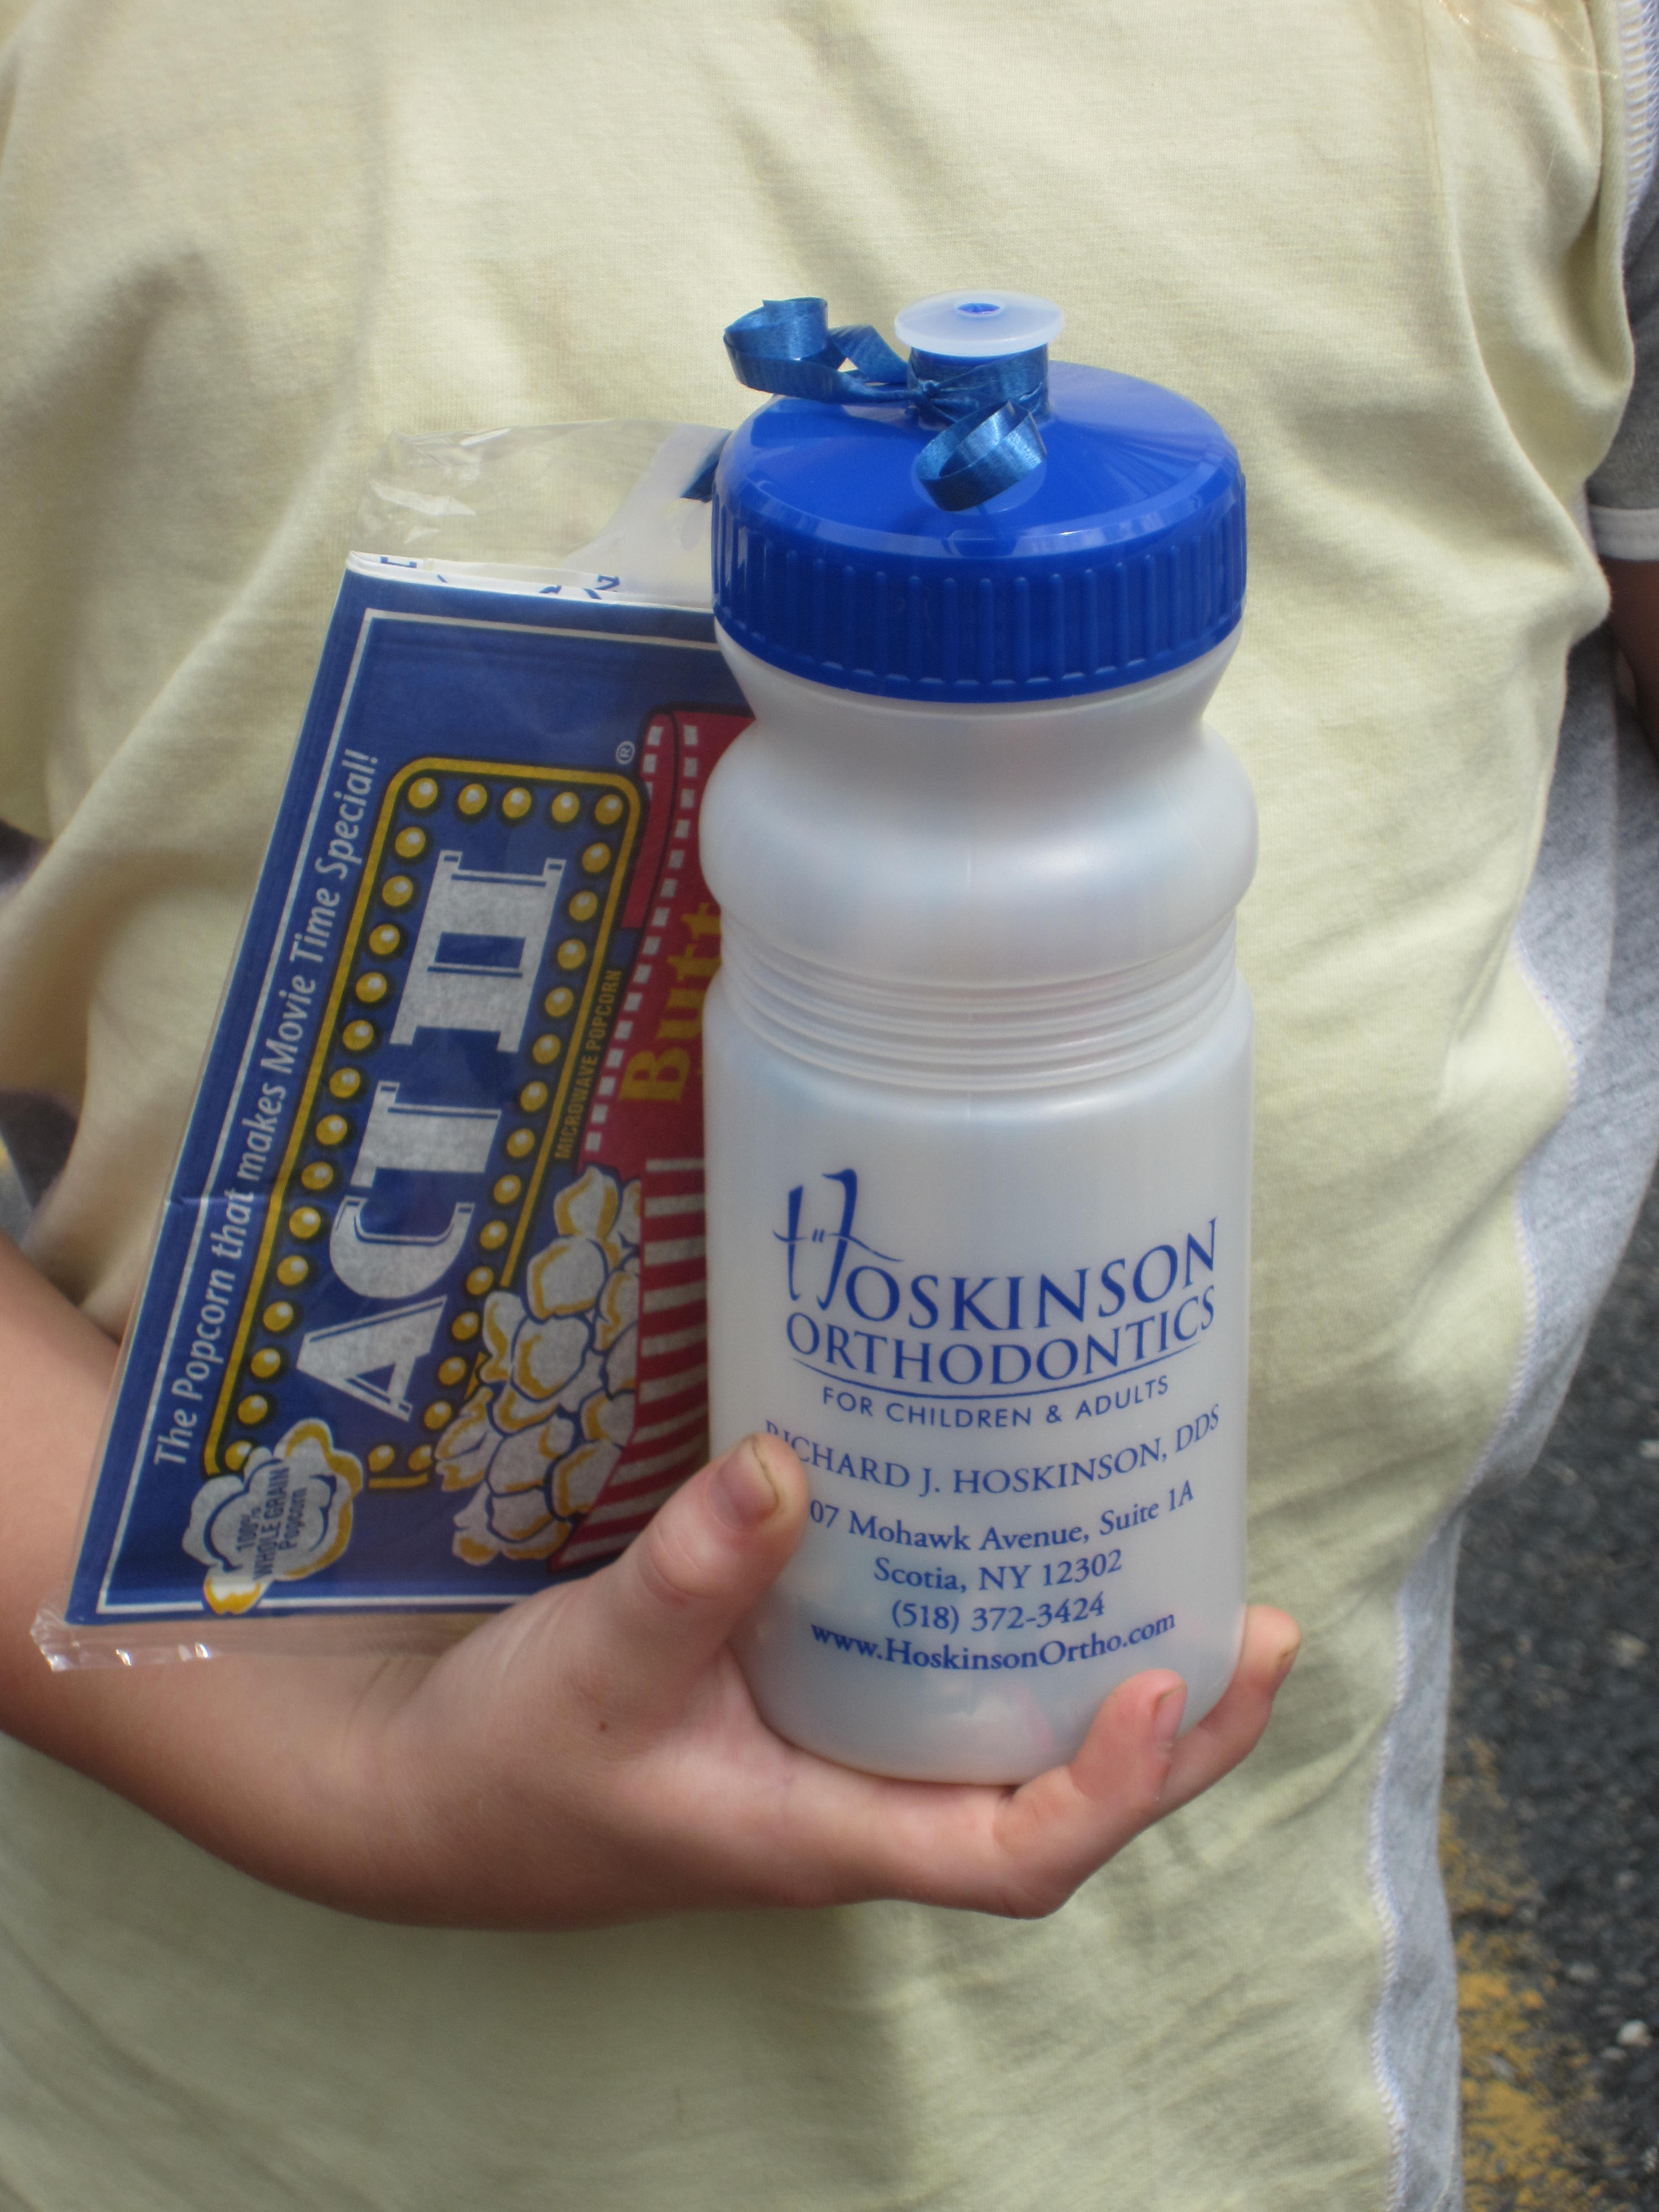 The Popcorn that makes Movie Time Special!
ACT II
®
MICROWAVE POPCORN
100%
WHOLE GRAIN
Popcorn
HOSKINSON
ORTHODONTICS
FOR CHILDREN & ADULTS
RICHARD J. HOSKINSON, DDS
07 Mohawk Avenue, Suite 1A
Scotia, NY 12302
(518) 372-3424
www.HoskinsonOrtho.com